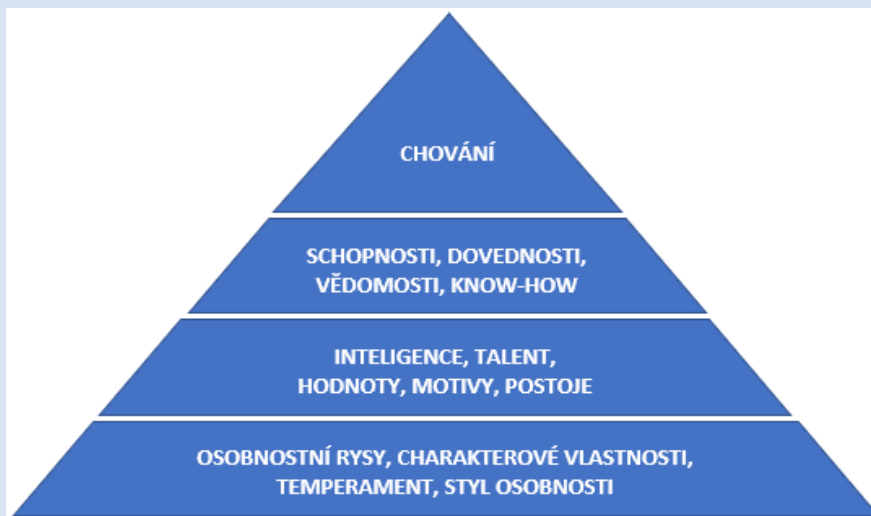 CHOVÁNÍ
SCHOPNOSTI, DOVEDNOSTI,
VĚDOMOSTI, KNOW-HOW
INTELIGENCE, TALENT,
HODNOTY, MOTIVY, POSTOJE
OSOBNOSTNÍ RYSY, CHARAKTEROVÉ VLASTNOSTI,
TEMPERAMENT, STYL OSOBNOSTI